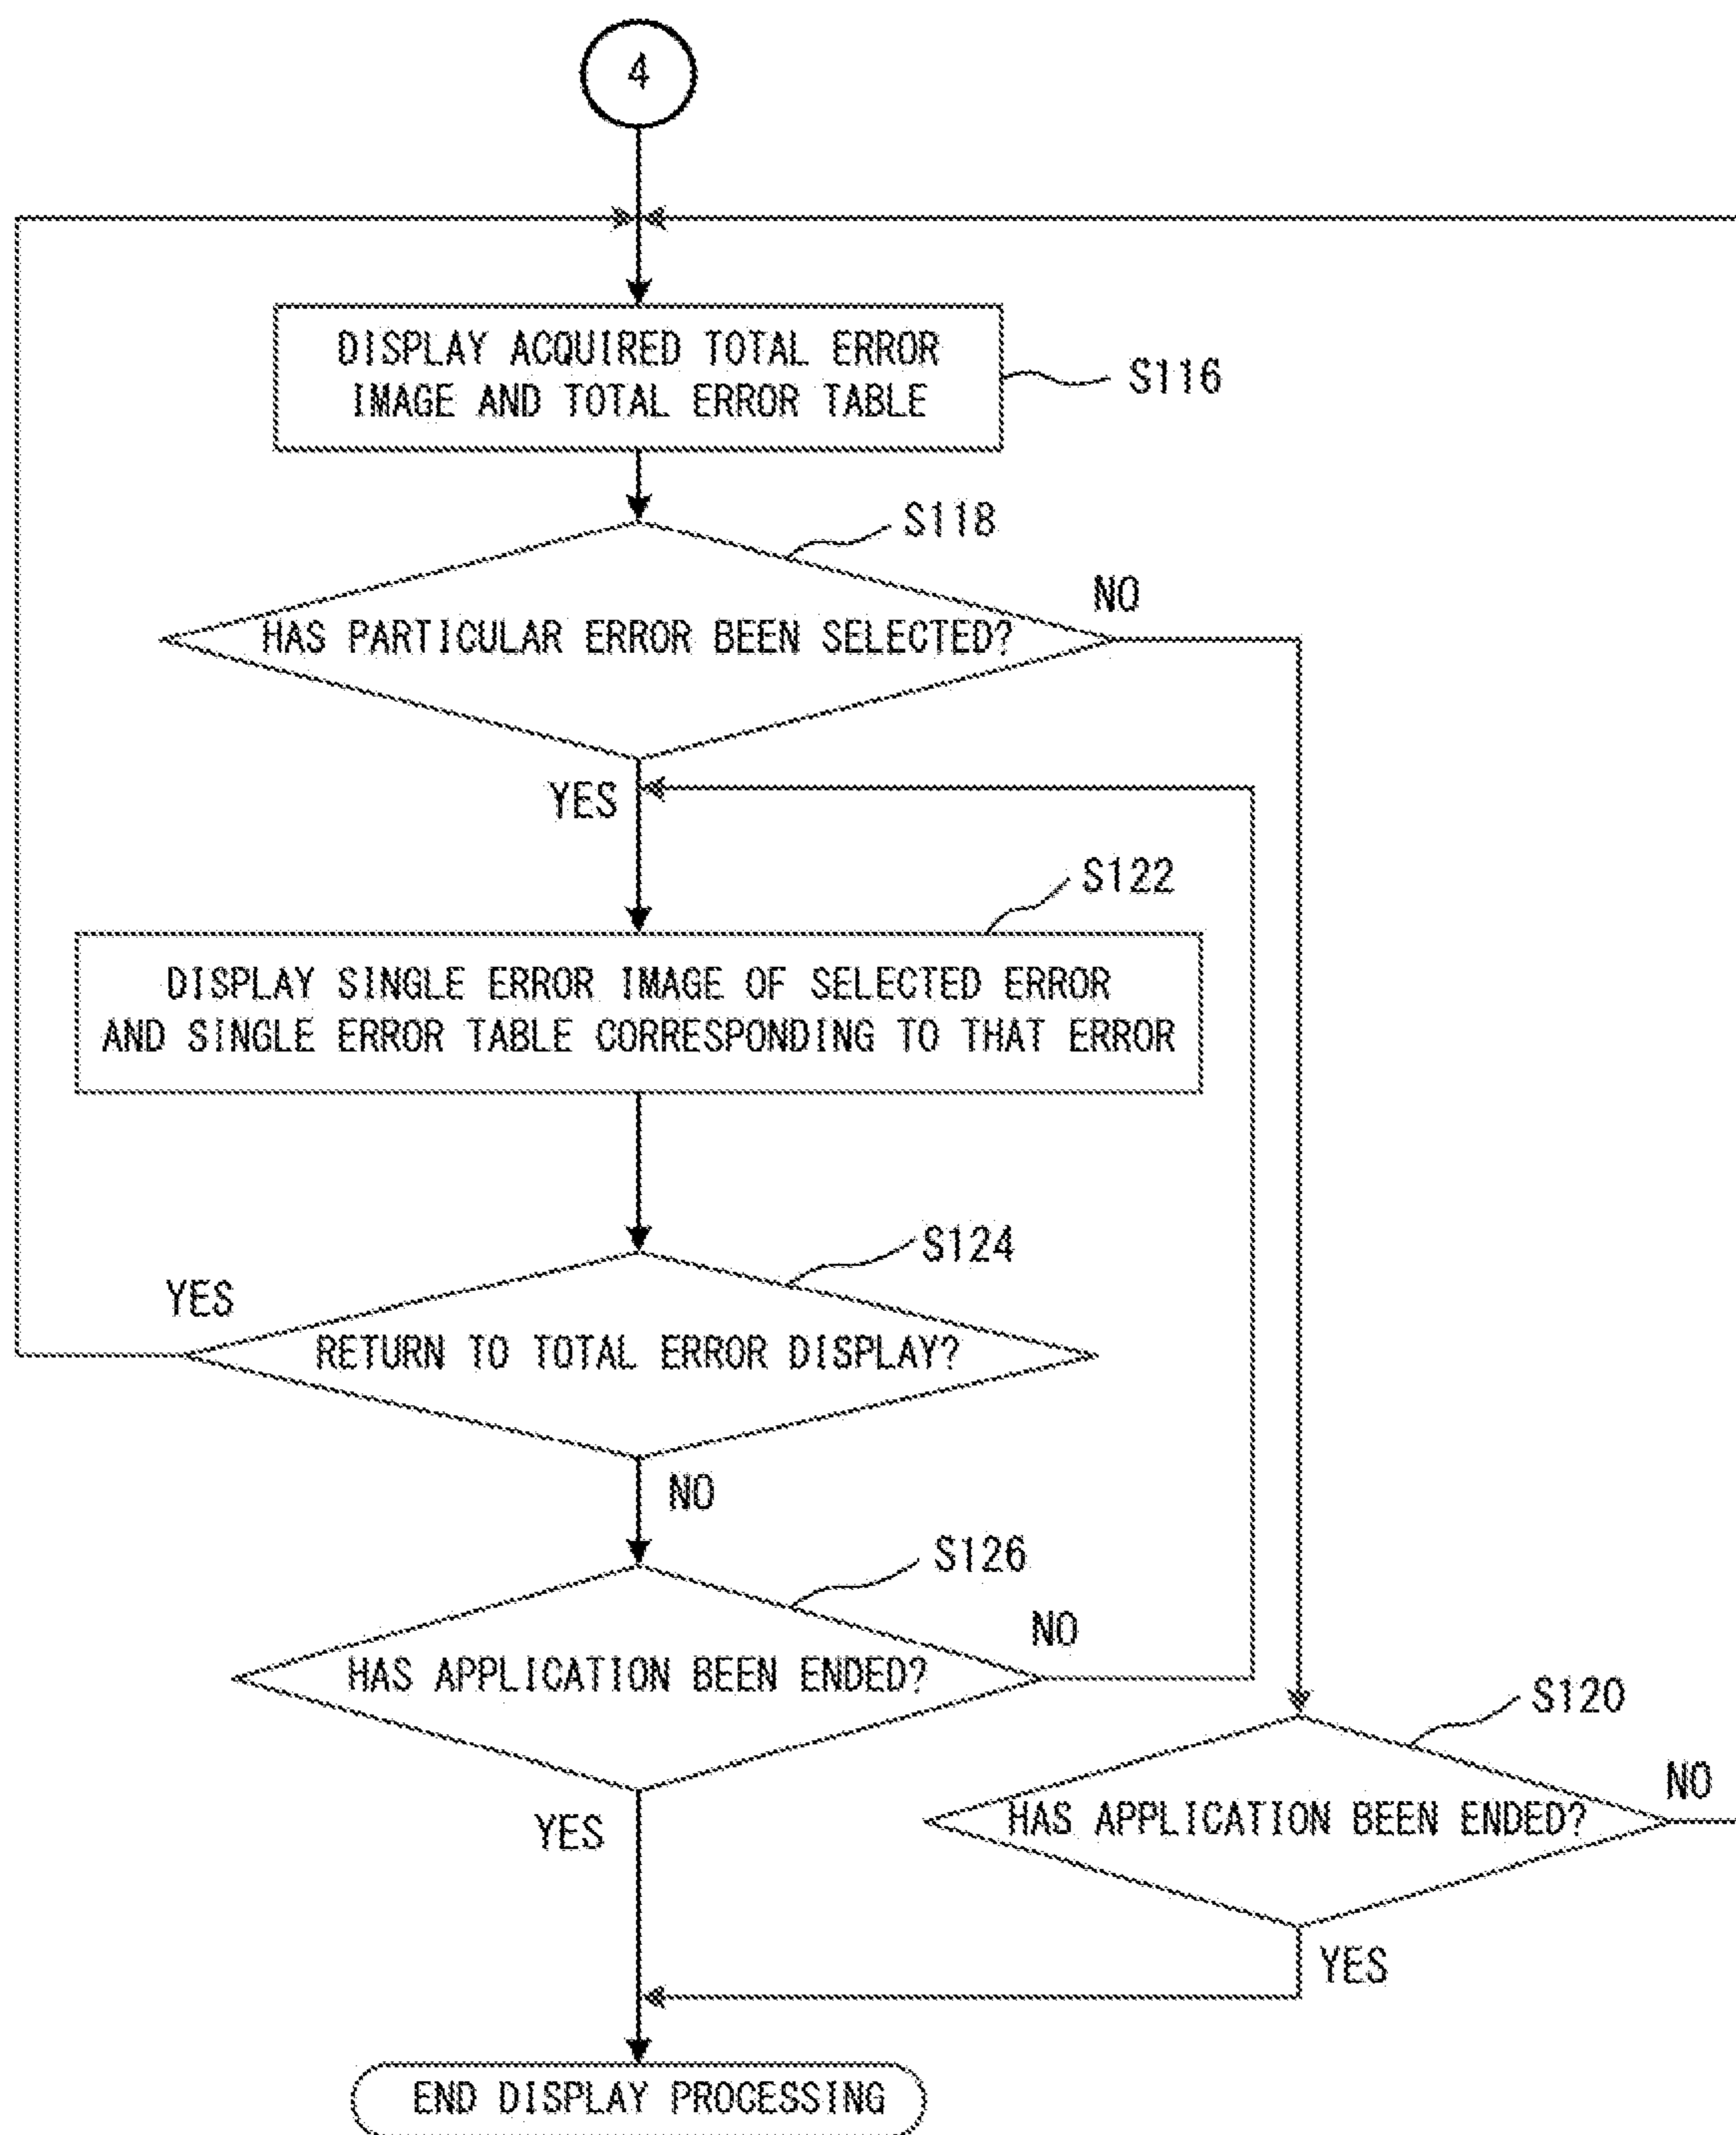 4
DISPLAY ACQUIRED TOTAL ERROR
IMAGE AND TOTAL ERROR TABLE
S116
S118
HAS PARTICULAR ERROR BEEN SELECTED?
NO
YES
S122
DISPLAY SINGLE ERROR IMAGE OF SELECTED ERROR
AND SINGLE ERROR TABLE CORRESPONDING TO THAT ERROR
S124
YES
RETURN TO TOTAL ERROR DISPLAY?
NO
S126
NO
HAS APPLICATION BEEN ENDED?
YES
S120
NO
HAS APPLICATION BEEN ENDED?
YES
END DISPLAY PROCESSING